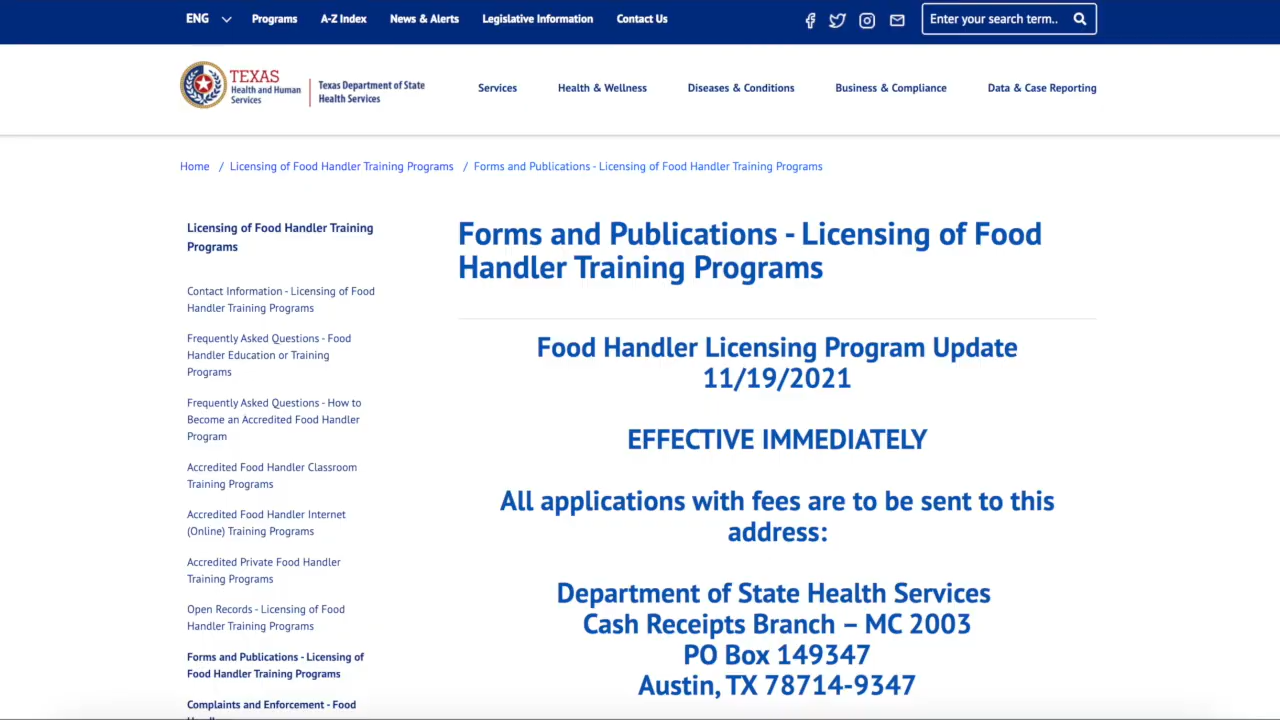 ENG
Programs
A-Z Index
News & Alerts
Legislative Information
Contact Us
Enter your search term..
TEXAS
Health and Human
Services
Texas Department of State
Health Services
Services
Health & Wellness
Diseases & Conditions
Business & Compliance
Data & Case Reporting
Home / Licensing of Food Handler Training Programs / Forms and Publications - Licensing of Food Handler Training Programs
Licensing of Food Handler Training
Programs
Contact Information - Licensing of Food
Handler Training Programs
Frequently Asked Questions - Food
Handler Education or Training
Programs
Frequently Asked Questions - How to
Become an Accredited Food Handler
Program
Accredited Food Handler Classroom
Training Programs
Accredited Food Handler Internet
(Online) Training Programs
Accredited Private Food Handler
Training Programs
Open Records - Licensing of Food
Handler Training Programs
Forms and Publications - Licensing of
Food Handler Training Programs
Complaints and Enforcement - Food
Forms and Publications - Licensing of Food
Handler Training Programs
Food Handler Licensing Program Update
11/19/2021
EFFECTIVE IMMEDIATELY
All applications with fees are to be sent to this
address:
Department of State Health Services
Cash Receipts Branch – MC 2003
PO Box 149347
Austin, TX 78714-9347